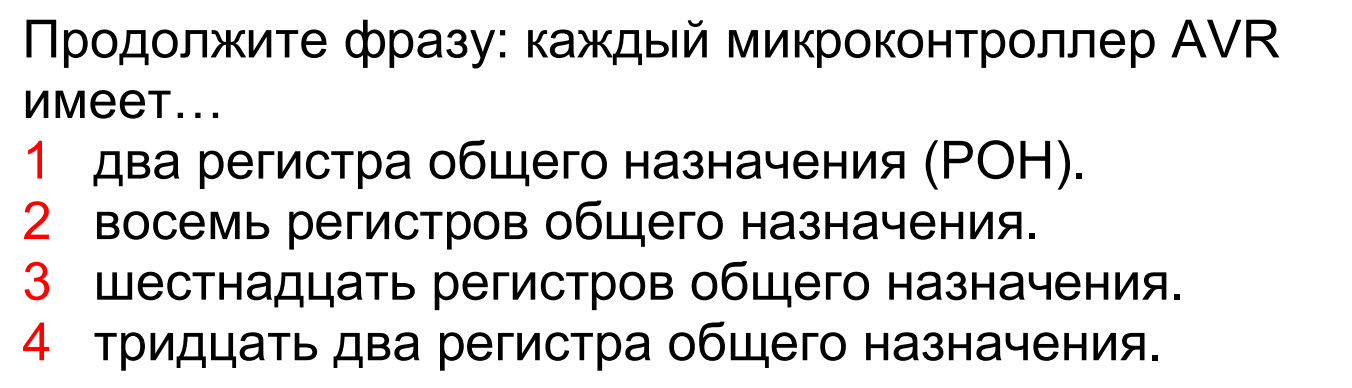 Продолжите фразу: каждый микроконтроллер AVR
имеет…
1 два регистра общего назначения (РОН).
2 восемь регистров общего назначения.
3 шестнадцать регистров общего назначения.
4 тридцать два регистра общего назначения.